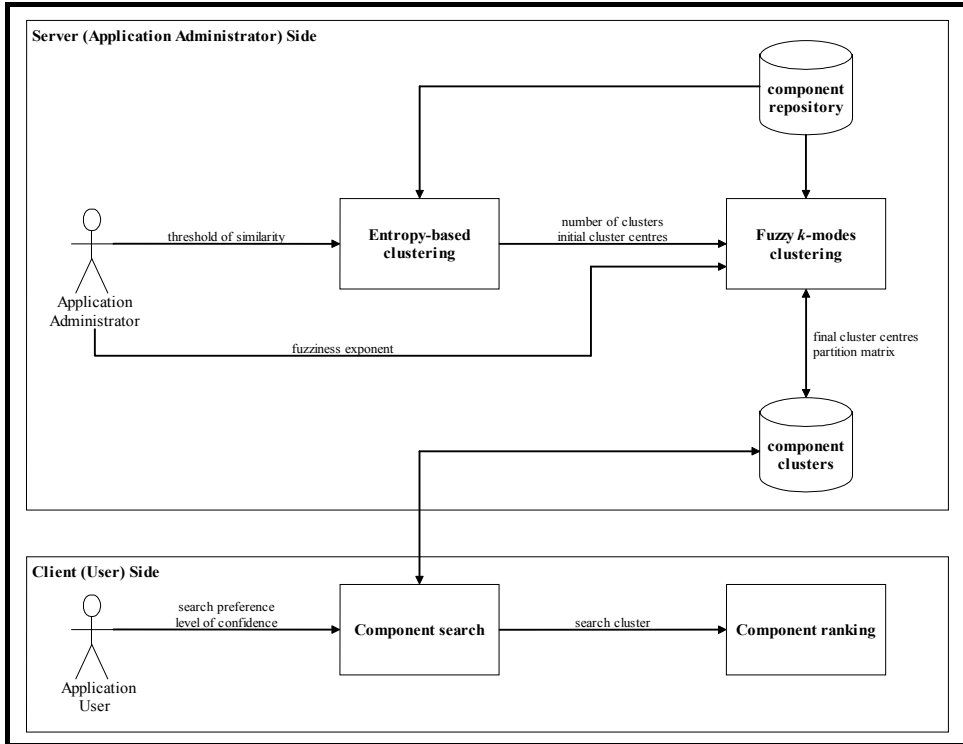 Server (Application Administrator) Side
component
repository
threshold of similarity
Entropy-based
clustering
number of clusters
initial cluster centres
Fuzzy k-modes
clustering
Application
Administrator
fuzziness exponent
final cluster centres
partition matrix
component
clusters
Client (User) Side
search preference
level of confidence
Component search
search cluster
Component ranking
Application
User